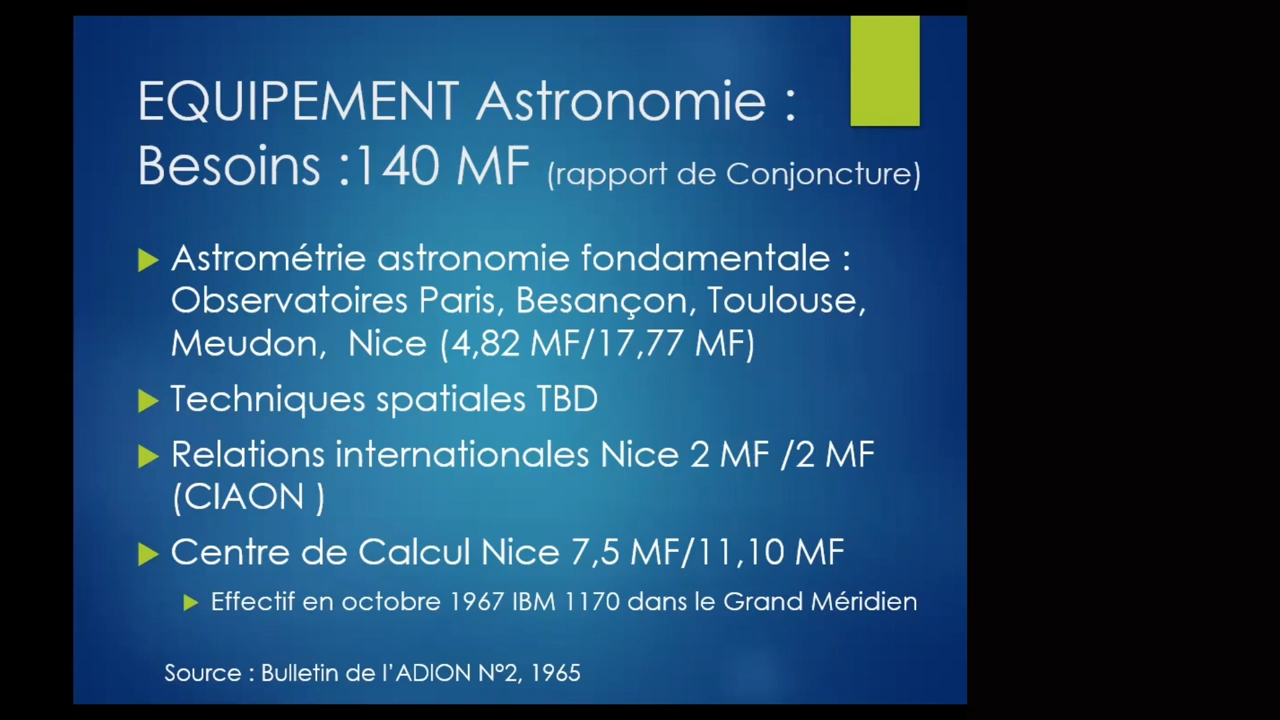 EQUIPEMENT Astronomie :
Besoins :140 MF (rapport de Conjoncture)
Astrométrie astronomie fondamentale :
Observatoires Paris, Besançon, Toulouse,
Meudon, Nice (4,82 MF/17,77 MF)
Techniques spatiales TBD
Relations internationales Nice 2 MF /2 MF
(CIAON )
Centre de Calcul Nice 7,5 MF/11,10 MF
Effectif en octobre 1967 IBM 1170 dans le Grand Méridien
Source : Bulletin de l'ADION N°2, 1965